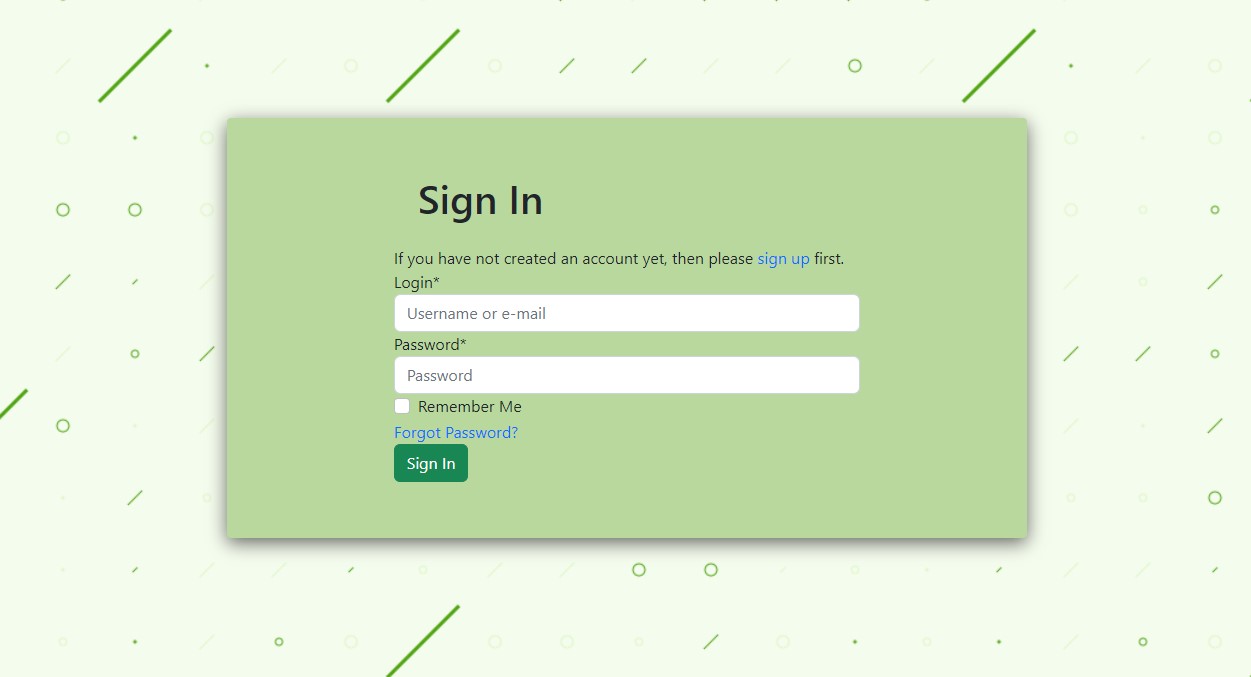 Sign In
If you have not created an account yet, then please sign up first.
Login*
Username or e-mail
Password*
Password
Remember Me
Forgot Password?
Sign In